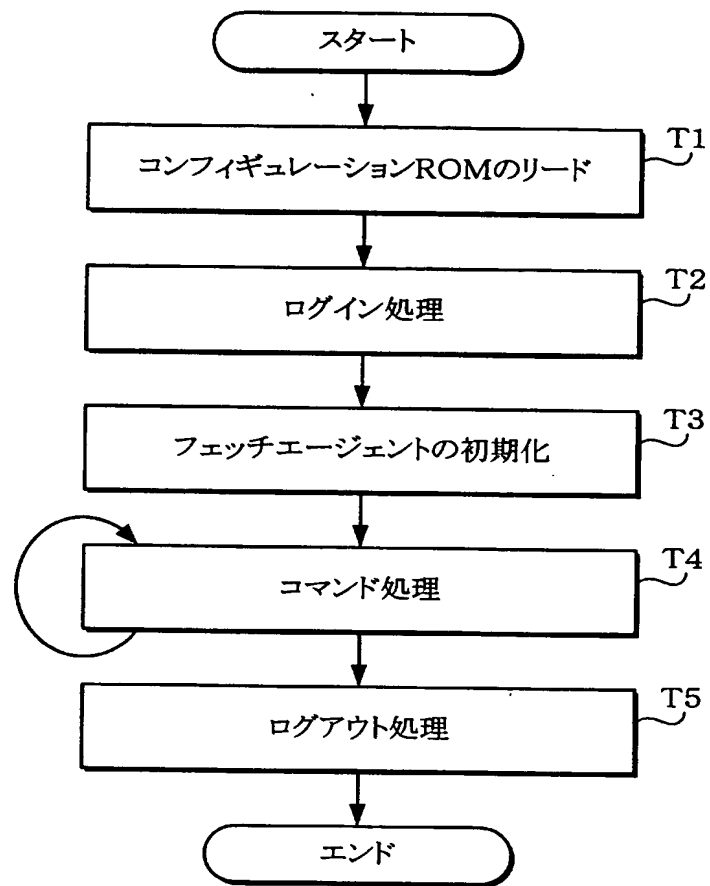 スタート
コンフィギュレーションROMのリード
T1
ログイン処理
T2
フェッチエージェントの初期化
T3
コマンド処理
T4
ログアウト処理
T5
エンド